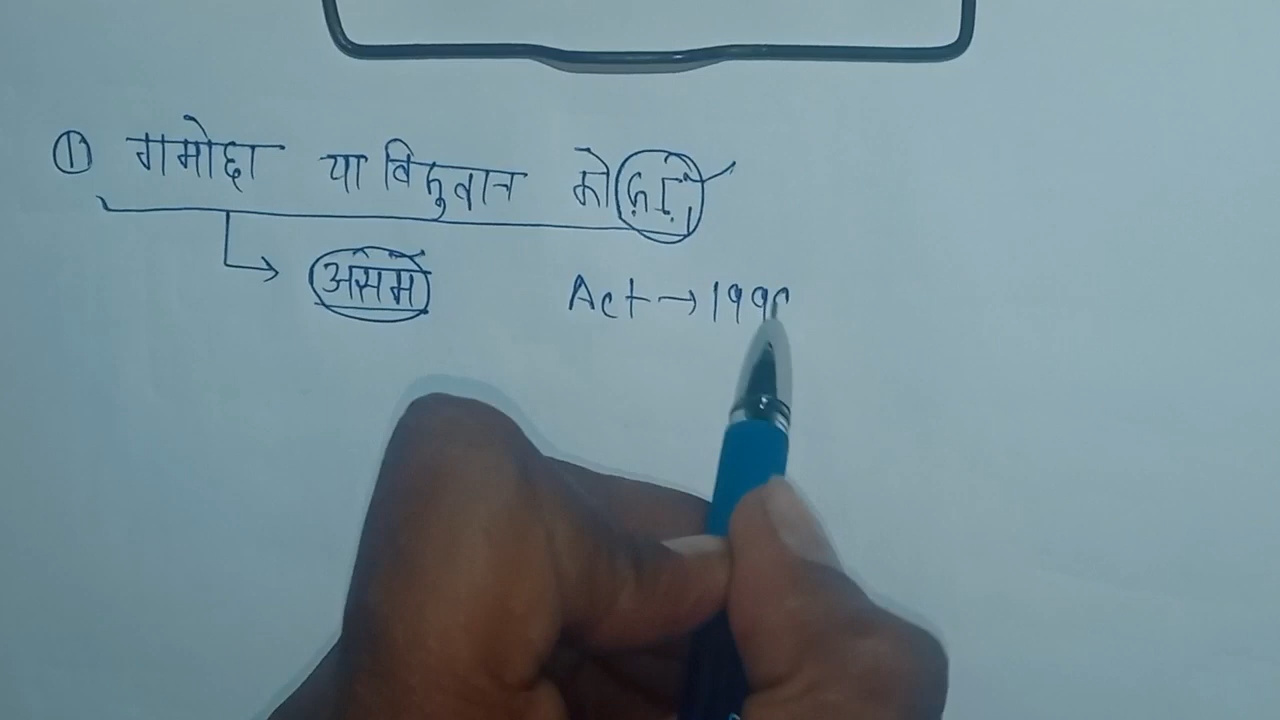 ① गमोछा या विदुवान को
असम
Act → 199